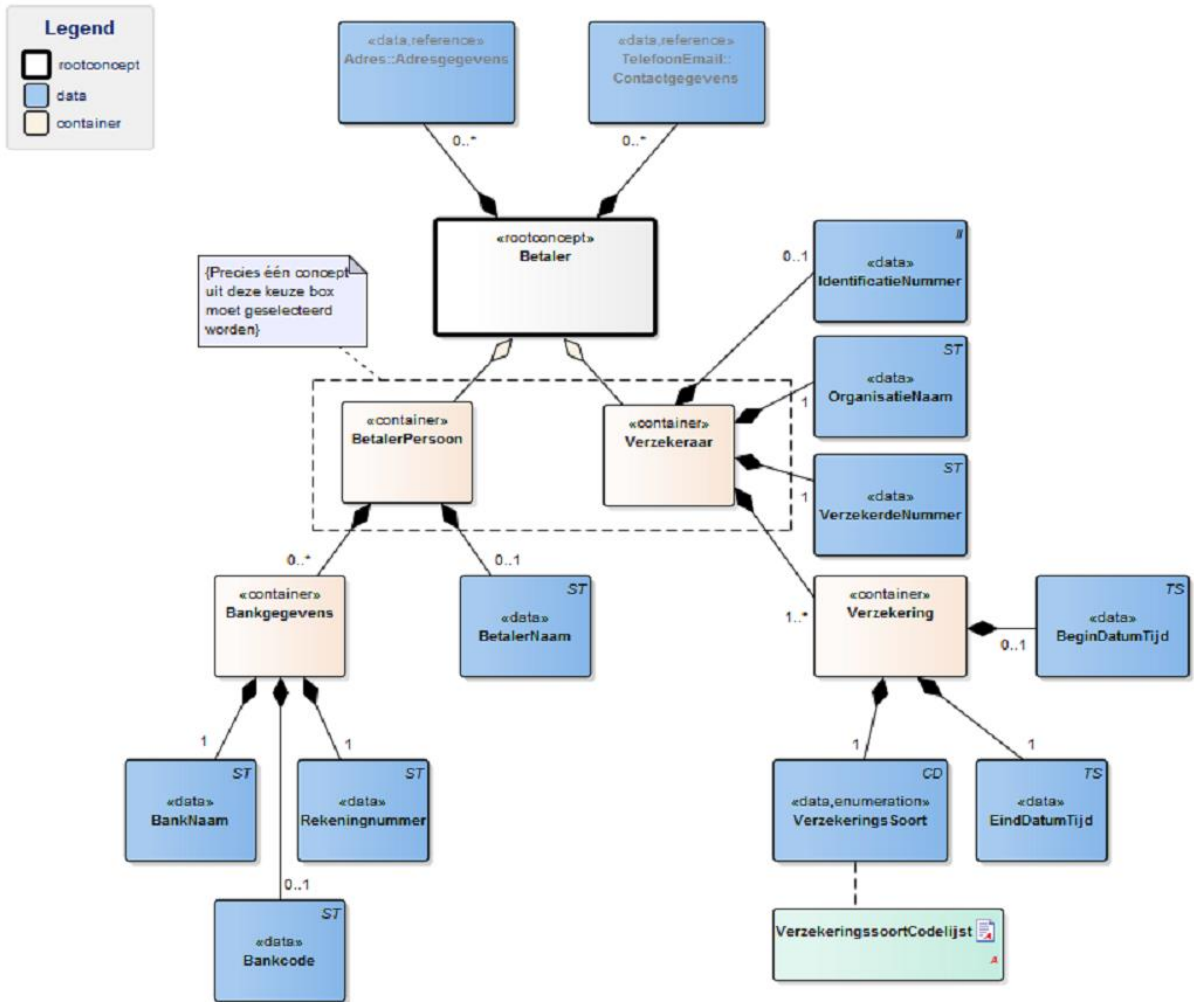 Legend
rootconcept
data
container
«data,reference»
Adres::Adresgegevens
0..*
«data,reference»
TelefoonEmail::
Contactgegevens
0..*
«rootconcept»
Betaler
{Precies één concept
uit deze keuze box
moet geselecteerd
worden}
II
«data»
IdentificatieNummer
0..1
ST
«data»
OrganisatieNaam
1
ST
«data»
VerzekerdeNummer
1
«container»
BetalerPersoon
«container»
Verzekeraar
0..*
0..1
1..*
«container»
Bankgegevens
ST
«data»
BetalerNaam
«container»
Verzekering
0..1
TS
«data»
BeginDatumTijd
1
1
1
1
ST
«data»
BankNaam
ST
«data»
Rekeningnummer
CD
«data,enumeration»
VerzekeringsSoort
TS
«data»
EindDatumTijd
0..1
ST
«data»
Bankcode
VerzekeringssoortCodelijst
A